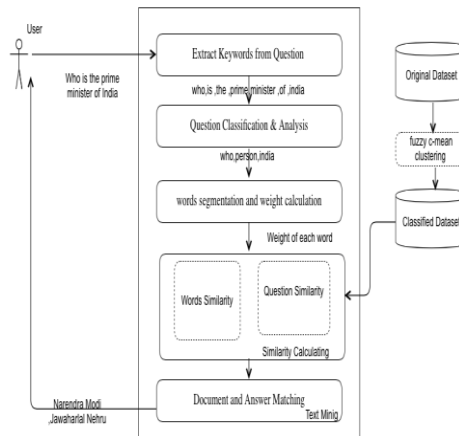 User
Who is the prime
minister of India
Extract Keywords from Question
who,is ,the ,prime minister ,of ,india
Question Classification & Analysis
who,person,india
words segmentation and weight calculation
Weight of each word
Words Similarity
Question Similarity
Similarity Calculating
Document and Answer Matching
Text Minig
Narendra Modi
,Jawaharlal Nehru
Original Dataset
fuzzy c-mean
clustering
Classified Dataset